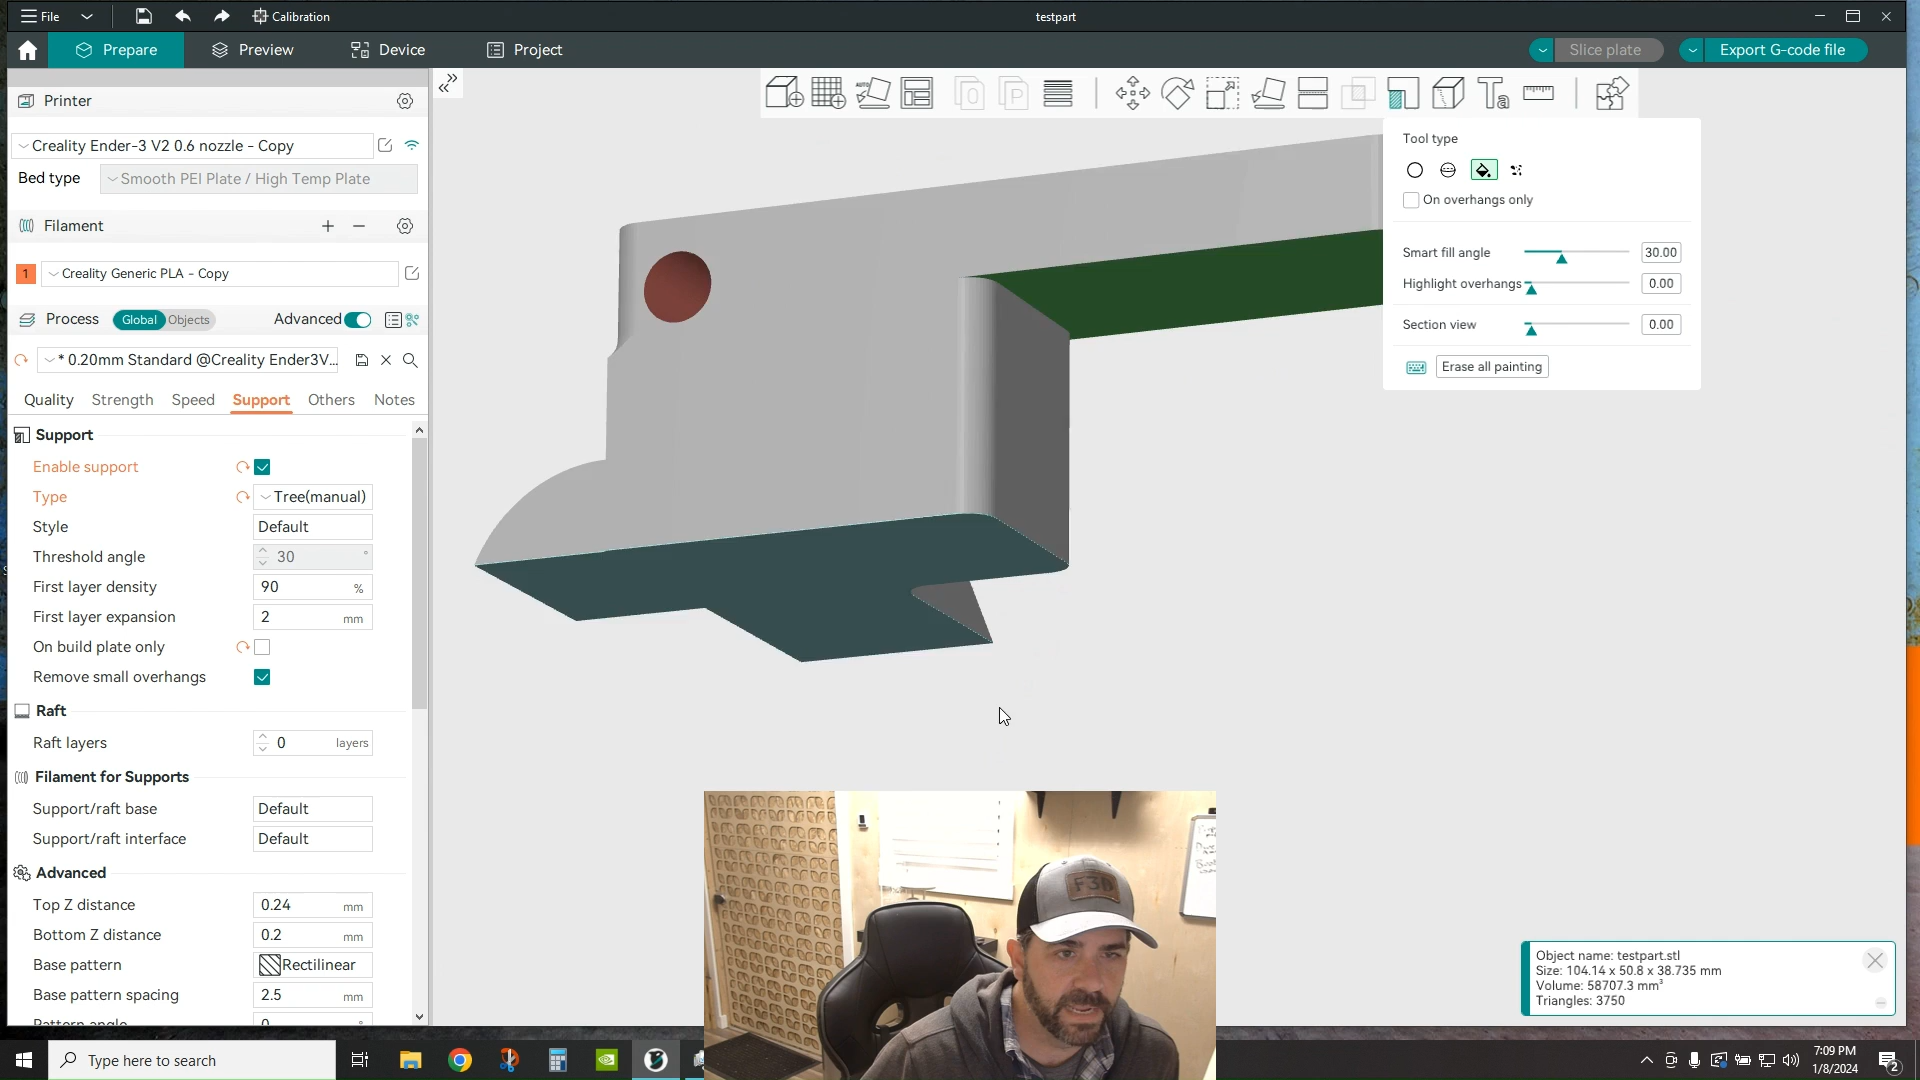 File
Calibration
testpart
Prepare
Preview
Device
Project
Slice plate
Export G-code file
Printer
Creality Ender-3 V2 0.6 nozzle - Copy
Bed type
Smooth PEI Plate / High Temp Plate
Filament
1
Creality Generic PLA - Copy
Process
Global
Objects
Advanced
* 0.20mm Standard @Creality Ender3V...
Quality
Strength
Speed
Support
Others
Notes
Support
Enable support
Type
Tree(manual)
Style
Default
Threshold angle
30
°
First layer density
90
%
First layer expansion
2
mm
On build plate only
Remove small overhangs
Raft
Raft layers
0
layers
Filament for Supports
Support/raft base
Default
Support/raft interface
Default
Advanced
Top Z distance
0.24
mm
Bottom Z distance
0.2
mm
Base pattern
Rectilinear
Base pattern spacing
2.5
mm
Pattern angle
0
AUTO
0
P
Ta
Tool type
On overhangs only
Smart fill angle
30.00
Highlight overhangs
0.00
Section view
0.00
Erase all painting
Object name: testpart.stl
Size: 104.14 x 50.8 x 38.735 mm
Volume: 58707.3 mm³
Triangles: 3750
Type here to search
7:09 PM
1/8/2024
2